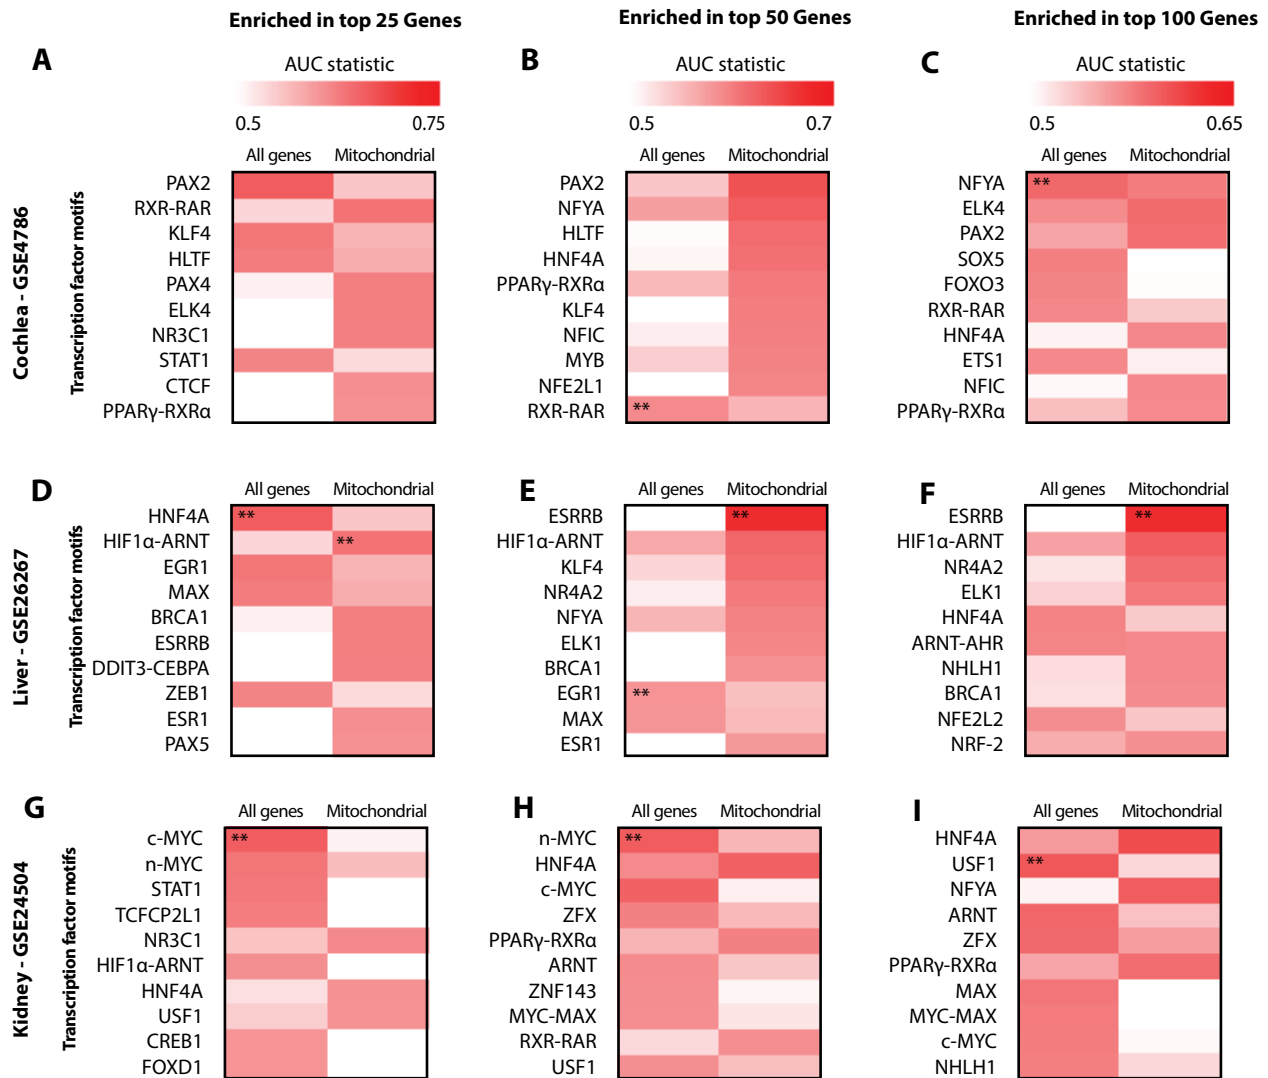 Enriched in top 25 Genes
Enriched in top 50 Genes
Enriched in top 100 Genes
A
AUC statistic
0.5 0.75
All genes Mitochondrial
Cochlea - GSE4786
Transcription factor motifs
PAX2
RXR-RAR
KLF4
HLTF
PAX4
ELK4
NR3C1
STAT1
CTCF
PPARγ-RXRα
B
AUC statistic
0.5 0.7
All genes Mitochondrial
PAX2
NFYA
HLTF
HNF4A
PPARγ-RXRα
KLF4
NFIC
MYB
NFE2L1
RXR-RAR **
C
AUC statistic
0.5 0.65
All genes Mitochondrial
NFYA **
ELK4
PAX2
SOX5
FOXO3
RXR-RAR
HNF4A
ETS1
NFIC
PPARγ-RXRα
D
All genes Mitochondrial
Liver - GSE26267
Transcription factor motifs
HNF4A **
HIF1α-ARNT **
EGR1
MAX
BRCA1
ESRRB
DDIT3-CEBPA
ZEB1
ESR1
PAX5
E
All genes Mitochondrial
ESRRB **
HIF1α-ARNT
KLF4
NR4A2
NFYA
ELK1
BRCA1
EGR1 **
MAX
ESR1
F
All genes Mitochondrial
ESRRB **
HIF1α-ARNT
NR4A2
ELK1
HNF4A
ARNT-AHR
NHLH1
BRCA1
NFE2L2
NRF-2
G
All genes Mitochondrial
Kidney - GSE24504
Transcription factor motifs
c-MYC **
n-MYC
STAT1
TCFCP2L1
NR3C1
HIF1α-ARNT
HNF4A
USF1
CREB1
FOXD1
H
All genes Mitochondrial
n-MYC **
HNF4A
c-MYC
ZFX
PPARγ-RXRα
ARNT
ZNF143
MYC-MAX
RXR-RAR
USF1
I
All genes Mitochondrial
HNF4A
USF1 **
NFYA
ARNT
ZFX
PPARγ-RXRα
MAX
MYC-MAX
c-MYC
NHLH1